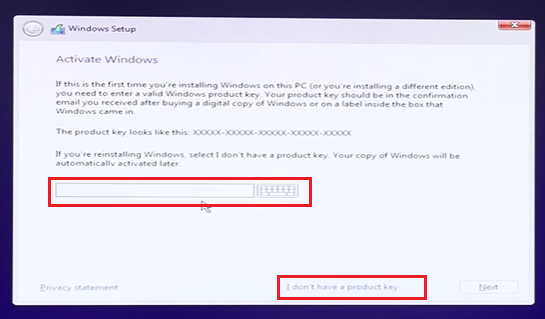 Windows Setup
Activate Windows
If this is the first time you're installing Windows on this PC (or you're installing a different edition),
you need to enter a valid Windows product key. Your product key should be in the confirmation
email you received after buying a digital copy of Windows or on a label inside the box that
Windows came in.
The product key looks like this: XXXXX-XXXXX-XXXXX-XXXXX-XXXXX
If you're reinstalling Windows, select I don't have a product key. Your copy of Windows will be
automatically activated later.
Privacy statement
I don't have a product key
Next